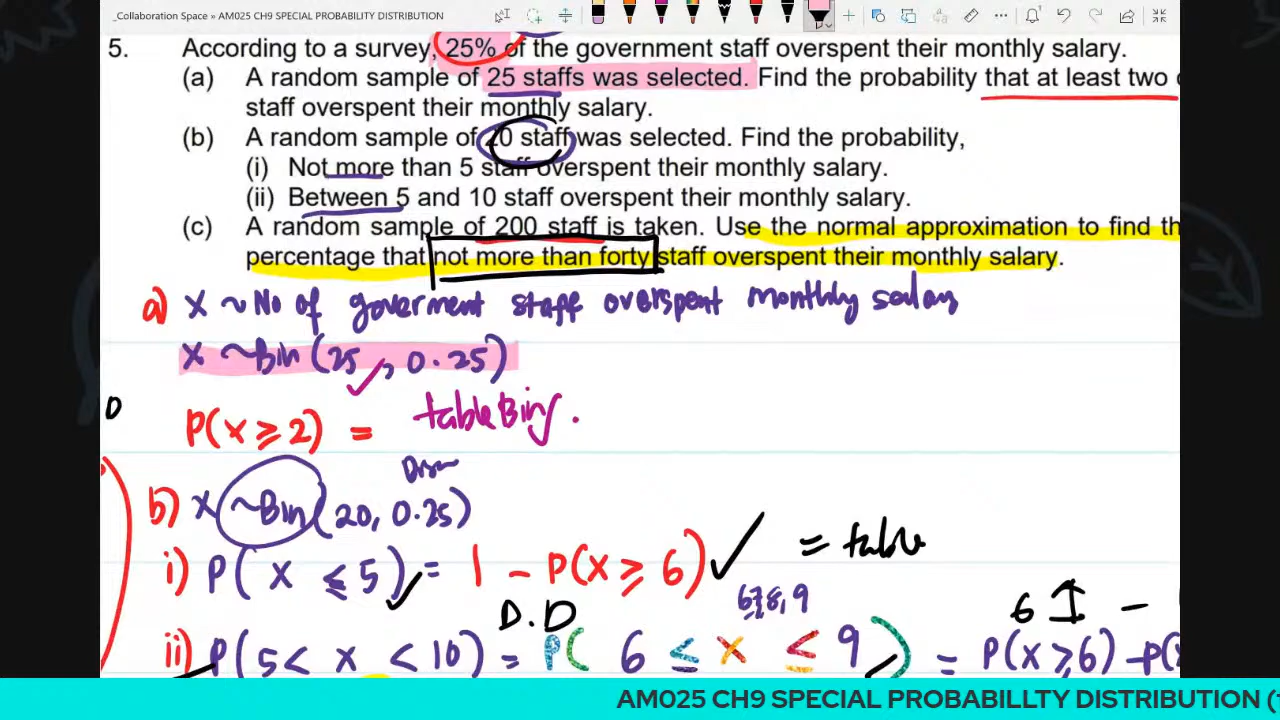 _Collaboration Space » AM025 CH9 SPECIAL PROBABILITY DISTRIBUTION
5. According to a survey, 25% of the government staff overspent their monthly salary.
(a) A random sample of 25 staffs was selected. Find the probability that at least two
staff overspent their monthly salary.
(b) A random sample of 20 staff was selected. Find the probability,
(i) Not more than 5 staff overspent their monthly salary.
(ii) Between 5 and 10 staff overspent their monthly salary.
(c) A random sample of 200 staff is taken. Use the normal approximation to find th
percentage that not more than forty staff overspent their monthly salary.
a) X ~ No of goverment staff overspent monthly salary
X ~ Bin (25, 0.25)
P(X ≥ 2) = table Bin.
b) X ~ Bin (20, 0.25)
i) P( X ≤ 5) = 1 - P(X ≥ 6) = table
D.D
6 I -
ii) P(5 < X < 10) = P( 6 ≤ X ≤ 9 ) = P(X ≥ 6) - P(X
AM025 CH9 SPECIAL PROBABILLTY DISTRIBUTION (